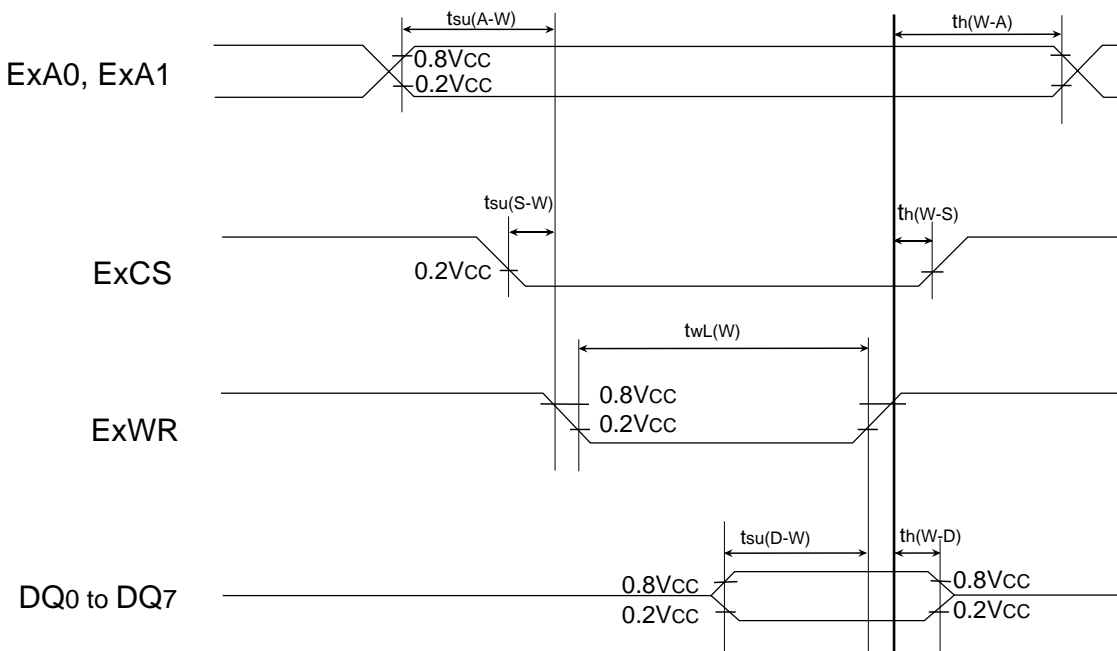 tsu(A-W)
th(W-A)
ExA0, ExA1
0.8VCC
0.2VCC
tsu(S-W)
th(W-S)
ExCS
0.2VCC
twL(W)
ExWR
0.8VCC
0.2VCC
tsu(D-W)
th(W-D)
DQ0 to DQ7
0.8VCC
0.2VCC
0.8VCC
0.2VCC